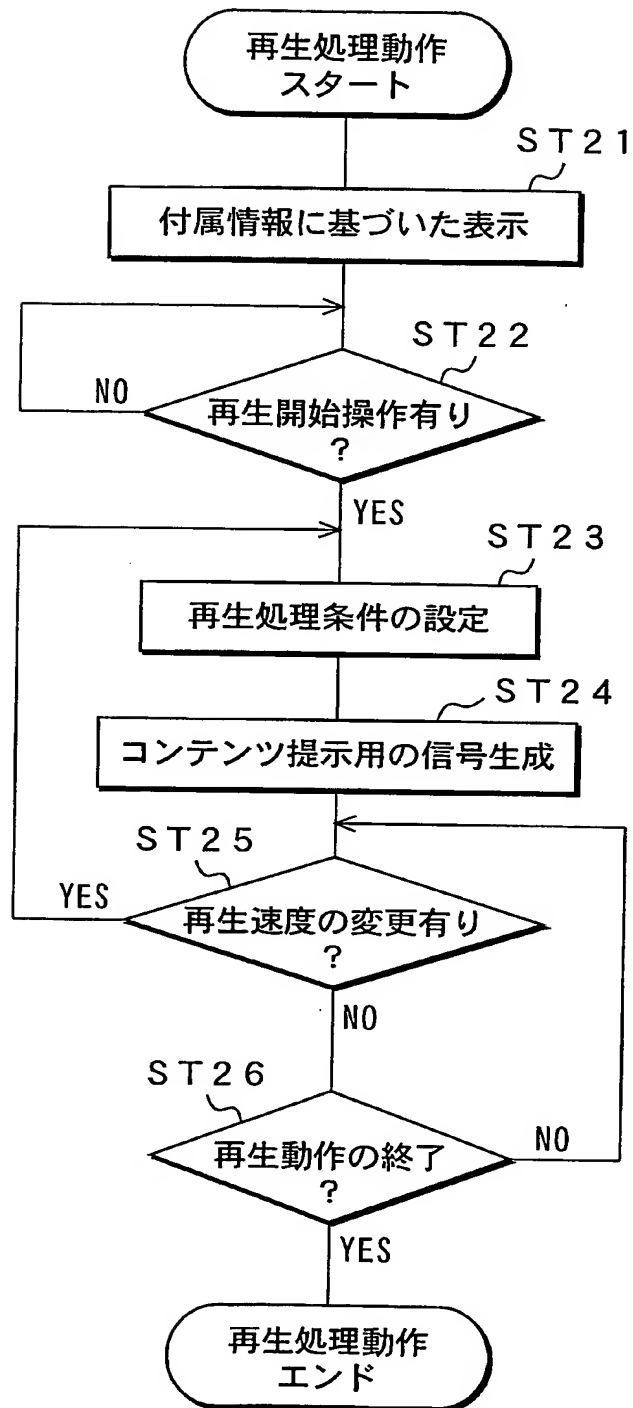 再生処理動作
スタート
ST21
付属情報に基づいた表示
ST22
NO
再生開始操作有り
?
YES
ST23
再生処理条件の設定
ST24
コンテンツ提示用の信号生成
ST25
YES
再生速度の変更有り
?
NO
ST26
再生動作の終了
?
NO
YES
再生処理動作
エンド